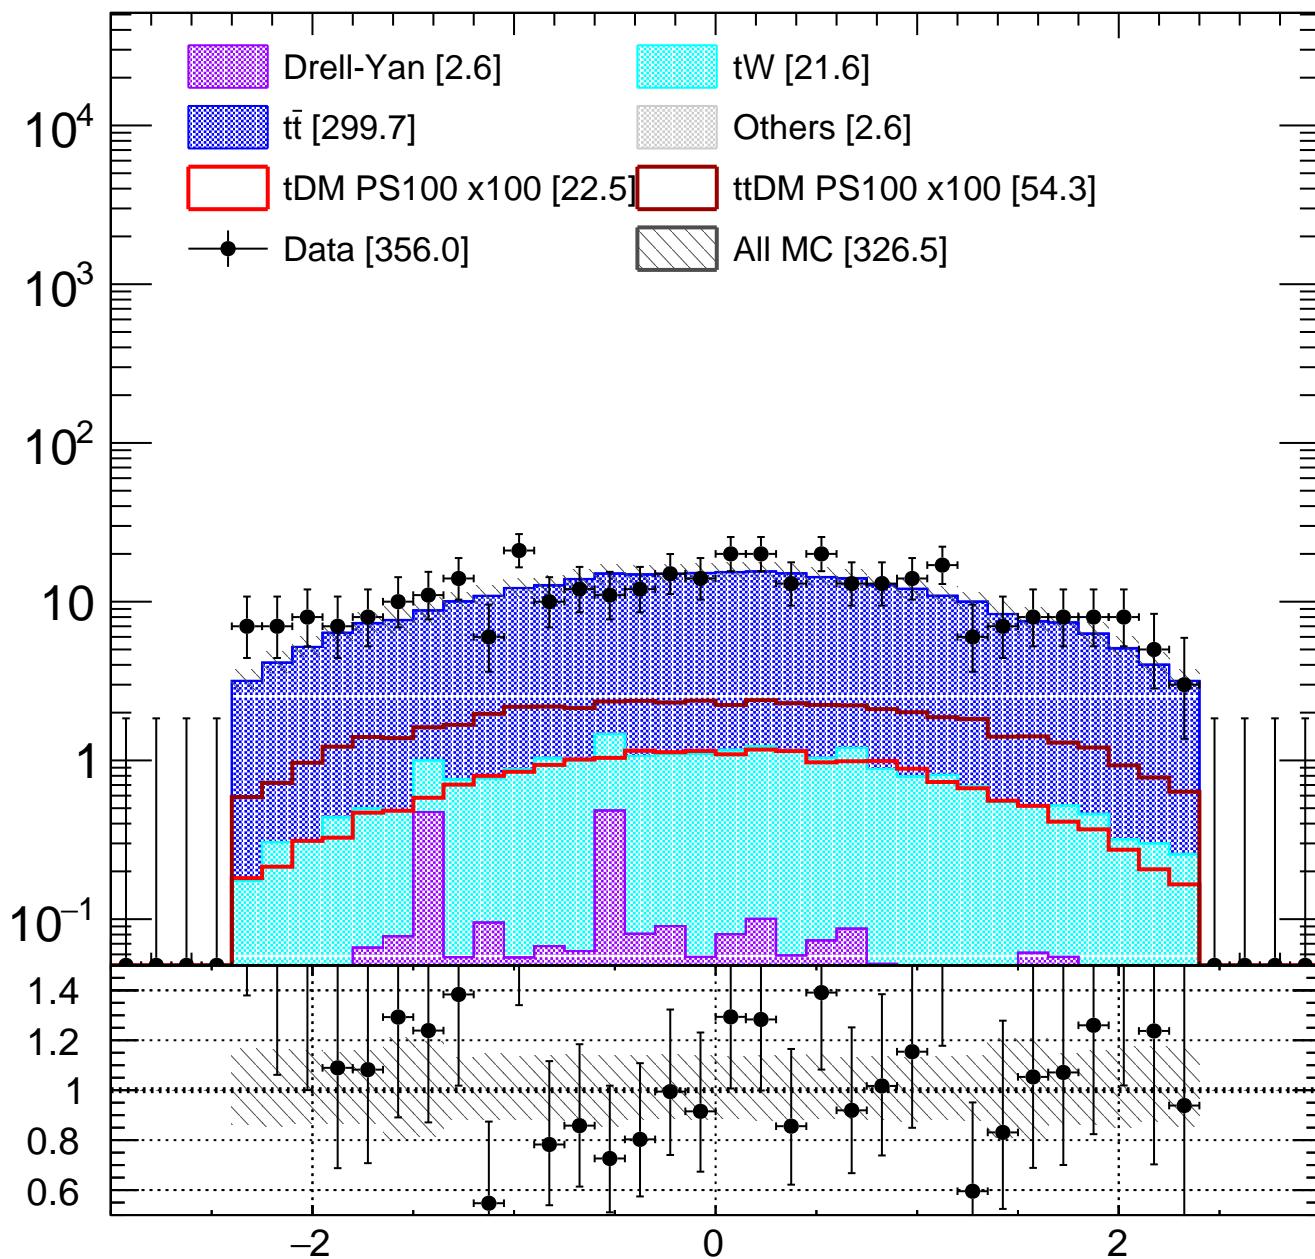 Drell-Yan [2.6] tW [21.6]
tt̄ [299.7] Others [2.6]
tDM PS100 x100 [22.5] ttDM PS100 x100 [54.3]
Data [356.0] All MC [326.5]
10⁴
10³
10²
10
1
10⁻¹
1.4
1.2
1
0.8
0.6
−2 0 2